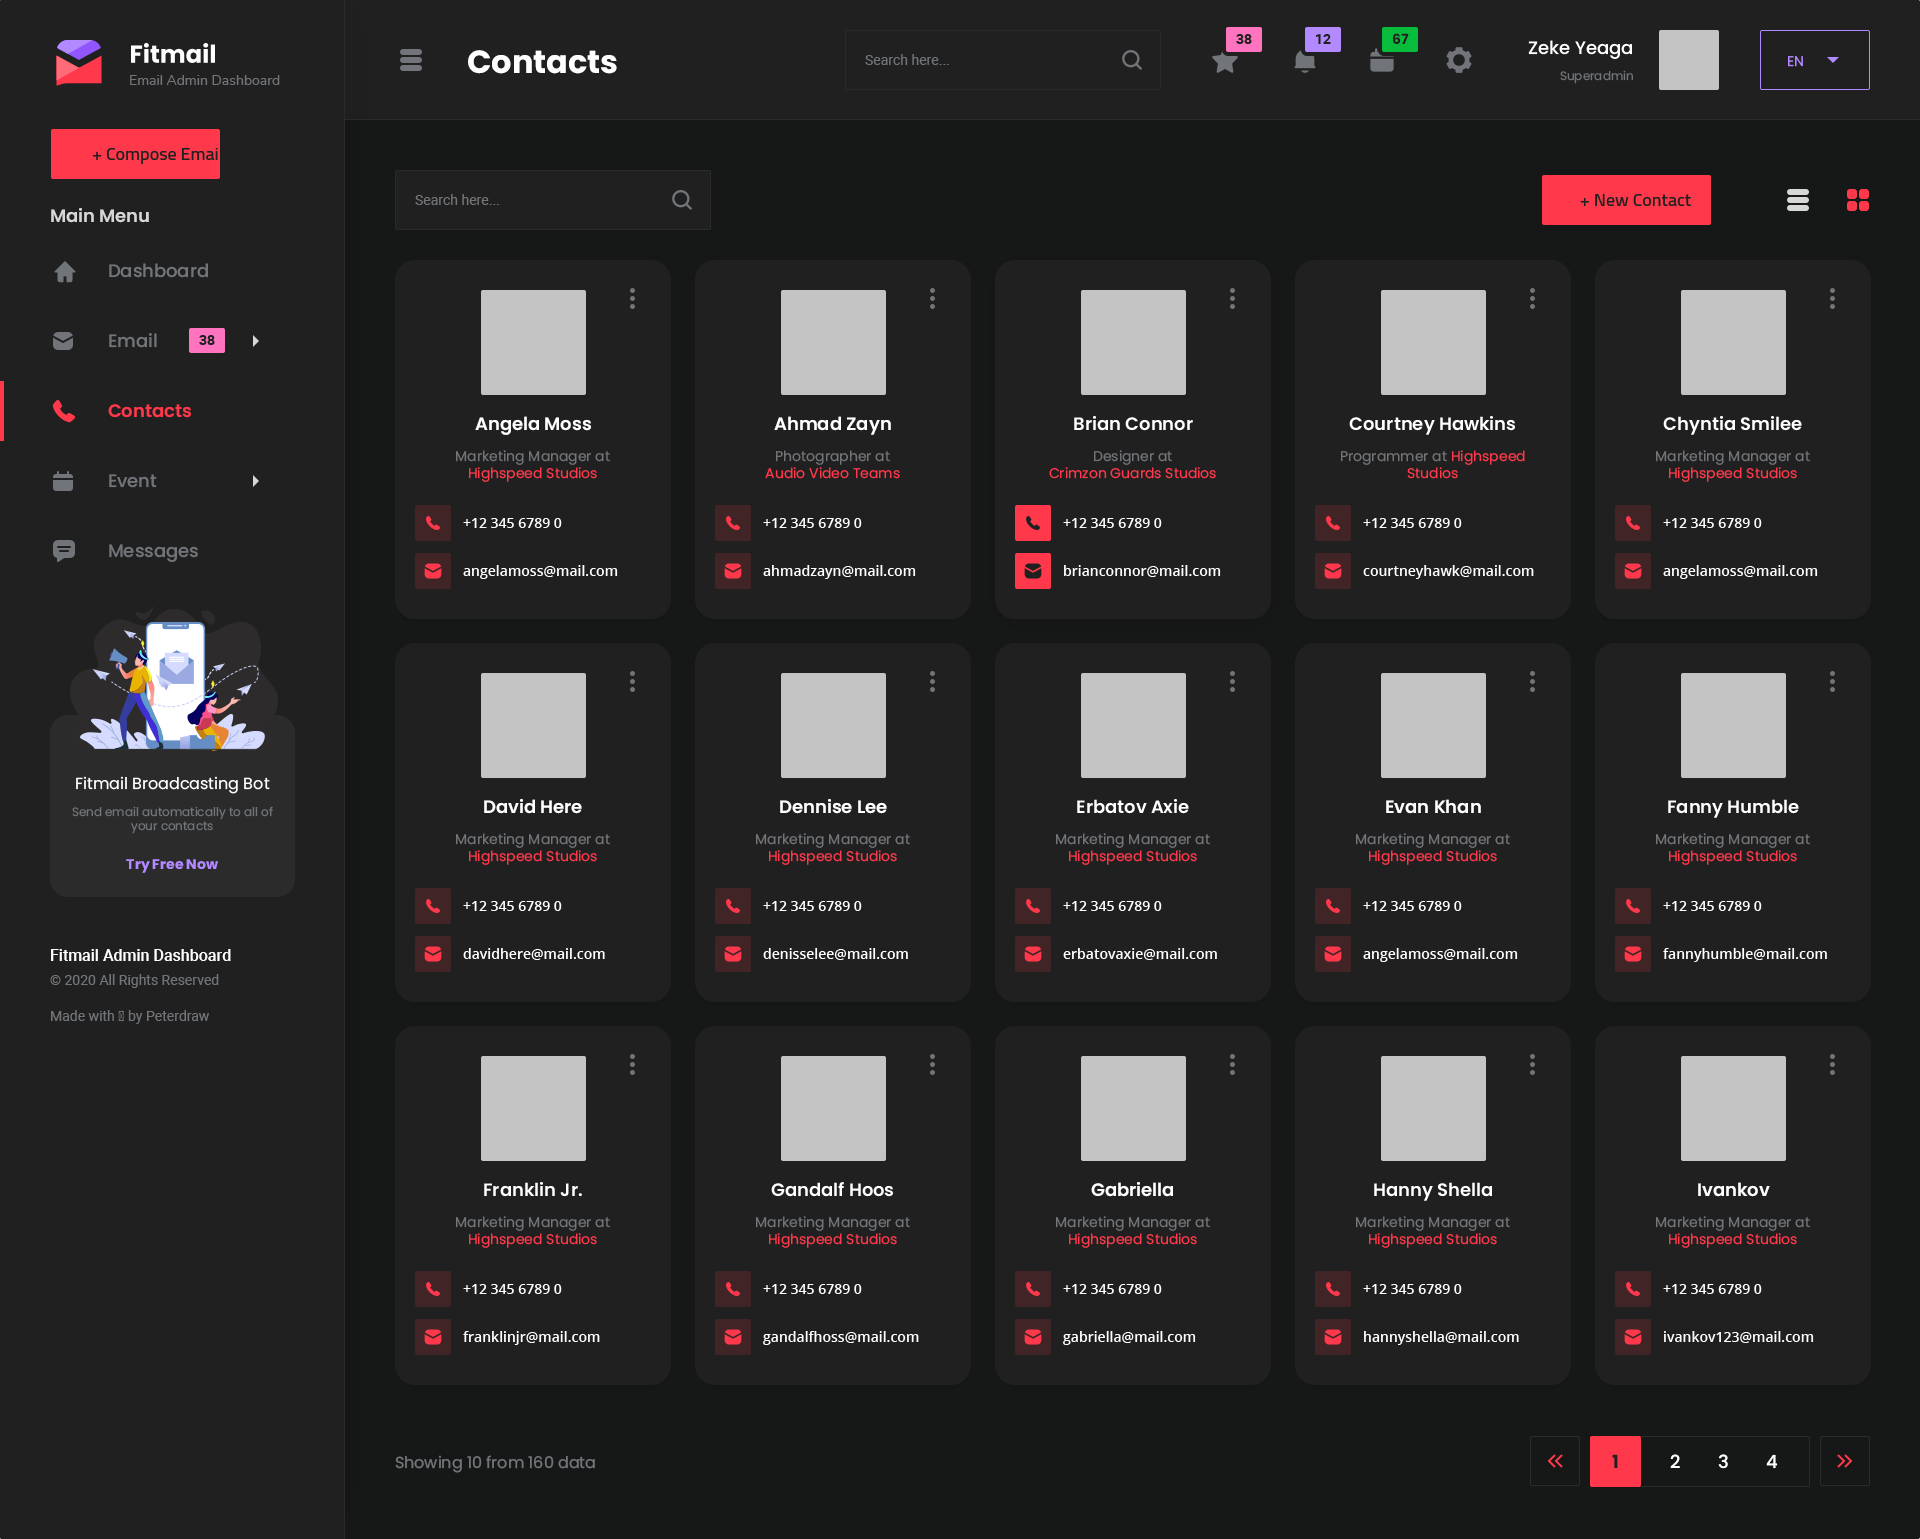 Fitmail
Email Admin Dashboard
+ Compose Emai
Main Menu
Dashboard
Email 38
Contacts
Event
Messages
Fitmail Broadcasting Bot
Send email automatically to all of
your contacts
Try Free Now
Fitmail Admin Dashboard
© 2020 All Rights Reserved
Made with by Peterdraw
Contacts
Search here...
38
12
67
Zeke Yeaga
Superadmin
EN
Search here...
+ New Contact
Angela Moss
Marketing Manager at
Highspeed Studios
+12 345 6789 0
angelamoss@mail.com
Ahmad Zayn
Photographer at
Audio Video Teams
+12 345 6789 0
ahmadzayn@mail.com
Brian Connor
Designer at
Crimzon Guards Studios
+12 345 6789 0
brianconnor@mail.com
Courtney Hawkins
Programmer at Highspeed
Studios
+12 345 6789 0
courtneyhawk@mail.com
Chyntia Smilee
Marketing Manager at
Highspeed Studios
+12 345 6789 0
angelamoss@mail.com
David Here
Marketing Manager at
Highspeed Studios
+12 345 6789 0
davidhere@mail.com
Dennise Lee
Marketing Manager at
Highspeed Studios
+12 345 6789 0
denisselee@mail.com
Erbatov Axie
Marketing Manager at
Highspeed Studios
+12 345 6789 0
erbatovaxie@mail.com
Evan Khan
Marketing Manager at
Highspeed Studios
+12 345 6789 0
angelamoss@mail.com
Fanny Humble
Marketing Manager at
Highspeed Studios
+12 345 6789 0
fannyhumble@mail.com
Franklin Jr.
Marketing Manager at
Highspeed Studios
+12 345 6789 0
franklinjr@mail.com
Gandalf Hoos
Marketing Manager at
Highspeed Studios
+12 345 6789 0
gandalfhoss@mail.com
Gabriella
Marketing Manager at
Highspeed Studios
+12 345 6789 0
gabriella@mail.com
Hanny Shella
Marketing Manager at
Highspeed Studios
+12 345 6789 0
hannyshella@mail.com
Ivankov
Marketing Manager at
Highspeed Studios
+12 345 6789 0
ivankov123@mail.com
Showing 10 from 160 data
1 2 3 4